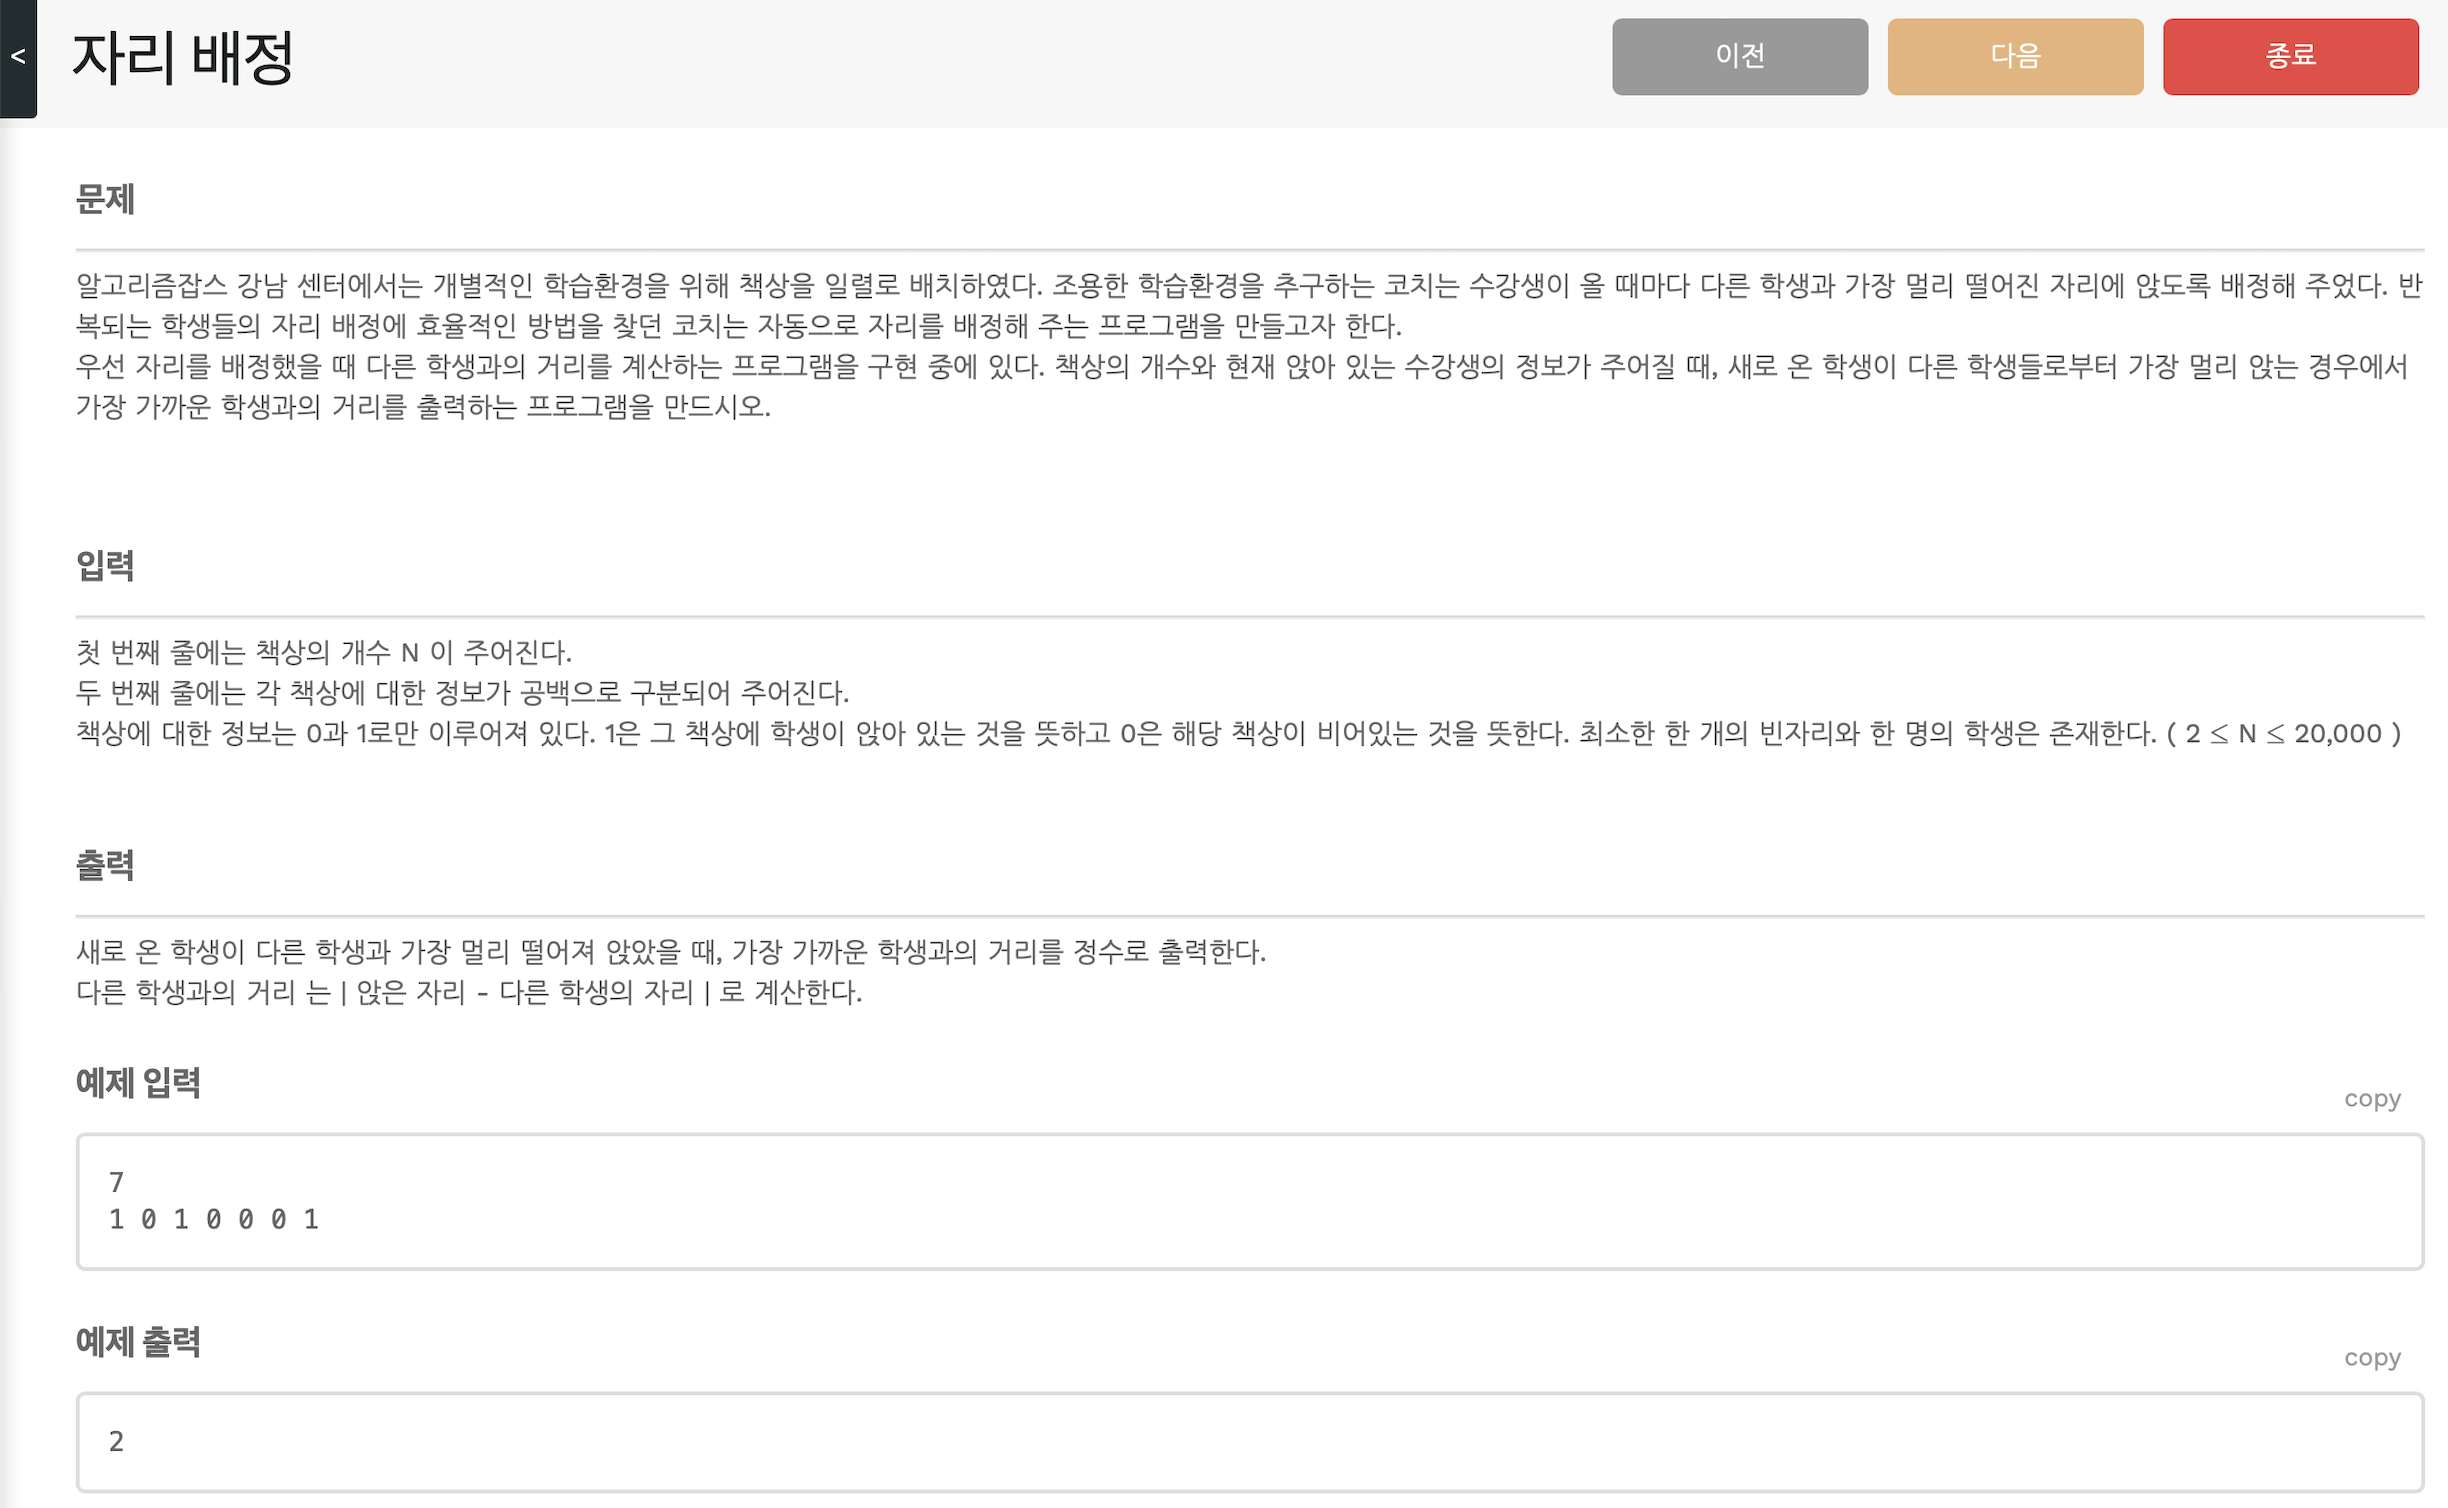 <
자리 배정
이전
다음
종료
문제
알고리즘잡스 강남 센터에서는 개별적인 학습환경을 위해 책상을 일렬로 배치하였다. 조용한 학습환경을 추구하는 코치는 수강생이 올 때마다 다른 학생과 가장 멀리 떨어진 자리에 앉도록 배정해 주었다. 반
복되는 학생들의 자리 배정에 효율적인 방법을 찾던 코치는 자동으로 자리를 배정해 주는 프로그램을 만들고자 한다.
우선 자리를 배정했을 때 다른 학생과의 거리를 계산하는 프로그램을 구현 중에 있다. 책상의 개수와 현재 앉아 있는 수강생의 정보가 주어질 때, 새로 온 학생이 다른 학생들로부터 가장 멀리 앉는 경우에서
가장 가까운 학생과의 거리를 출력하는 프로그램을 만드시오.
입력
첫 번째 줄에는 책상의 개수 N 이 주어진다.
두 번째 줄에는 각 책상에 대한 정보가 공백으로 구분되어 주어진다.
책상에 대한 정보는 0과 1로만 이루어져 있다. 1은 그 책상에 학생이 앉아 있는 것을 뜻하고 0은 해당 책상이 비어있는 것을 뜻한다. 최소한 한 개의 빈자리와 한 명의 학생은 존재한다. ( 2 ≤ N ≤ 20,000 )
출력
새로 온 학생이 다른 학생과 가장 멀리 떨어져 앉았을 때, 가장 가까운 학생과의 거리를 정수로 출력한다.
다른 학생과의 거리 는 | 앉은 자리 - 다른 학생의 자리 | 로 계산한다.
예제 입력
copy
7
1 0 1 0 0 0 1
예제 출력
copy
2